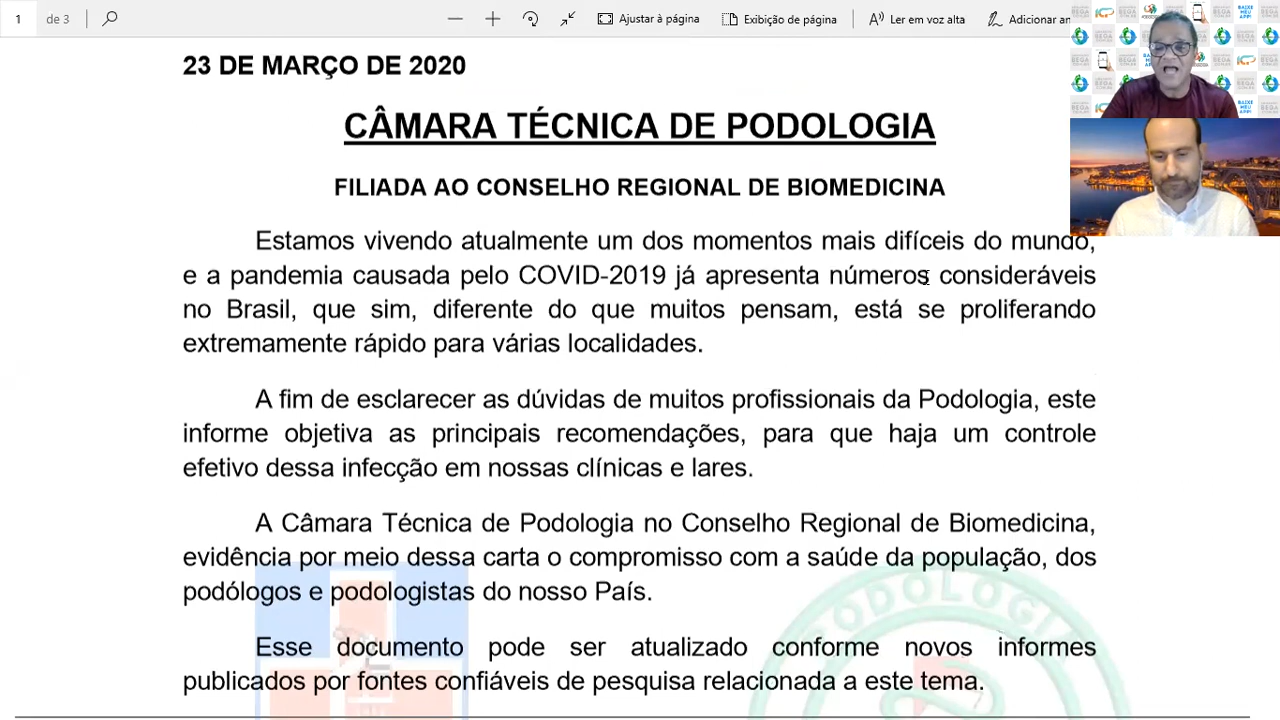 1 de 3 Ajustar à página Exibição de página Ler em voz alta Adicionar an
23 DE MARÇO DE 2020
CÂMARA TÉCNICA DE PODOLOGIA
FILIADA AO CONSELHO REGIONAL DE BIOMEDICINA
Estamos vivendo atualmente um dos momentos mais difíceis do mundo,
e a pandemia causada pelo COVID-2019 já apresenta números consideráveis
no Brasil, que sim, diferente do que muitos pensam, está se proliferando
extremamente rápido para várias localidades.
A fim de esclarecer as dúvidas de muitos profissionais da Podologia, este
informe objetiva as principais recomendações, para que haja um controle
efetivo dessa infecção em nossas clínicas e lares.
A Câmara Técnica de Podologia no Conselho Regional de Biomedicina,
evidência por meio dessa carta o compromisso com a saúde da população, dos
podólogos e podologistas do nosso País.
Esse documento pode ser atualizado conforme novos informes
publicados por fontes confiáveis de pesquisa relacionada a este tema.
PODOLOGIA